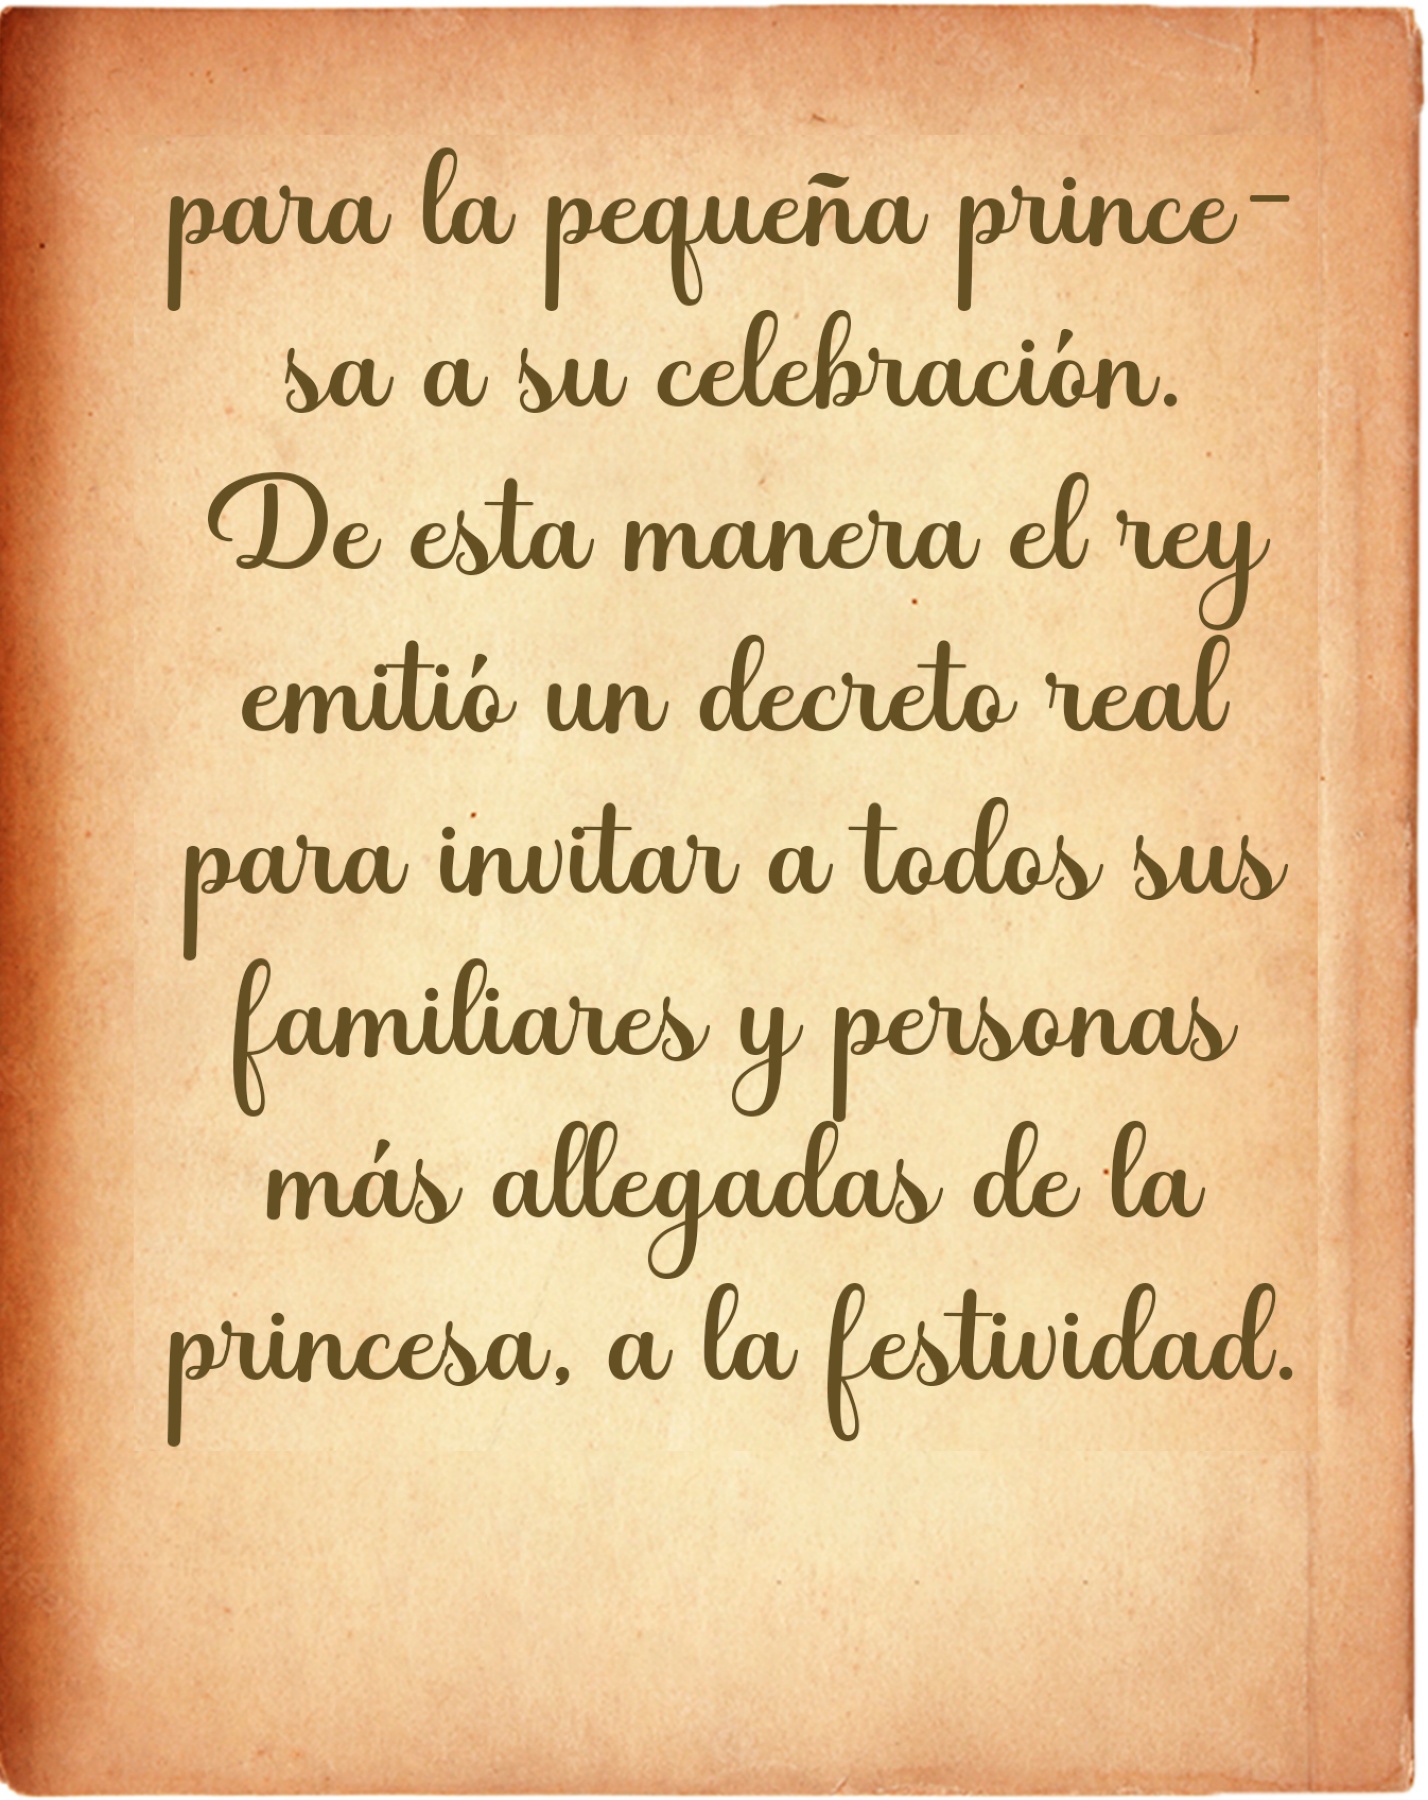 para la pequeña prince-
sa a su celebración.
De esta manera el rey
emitió un decreto real
para invitar a todos sus
familiares y personas
más allegadas de la
princesa, a la festividad.